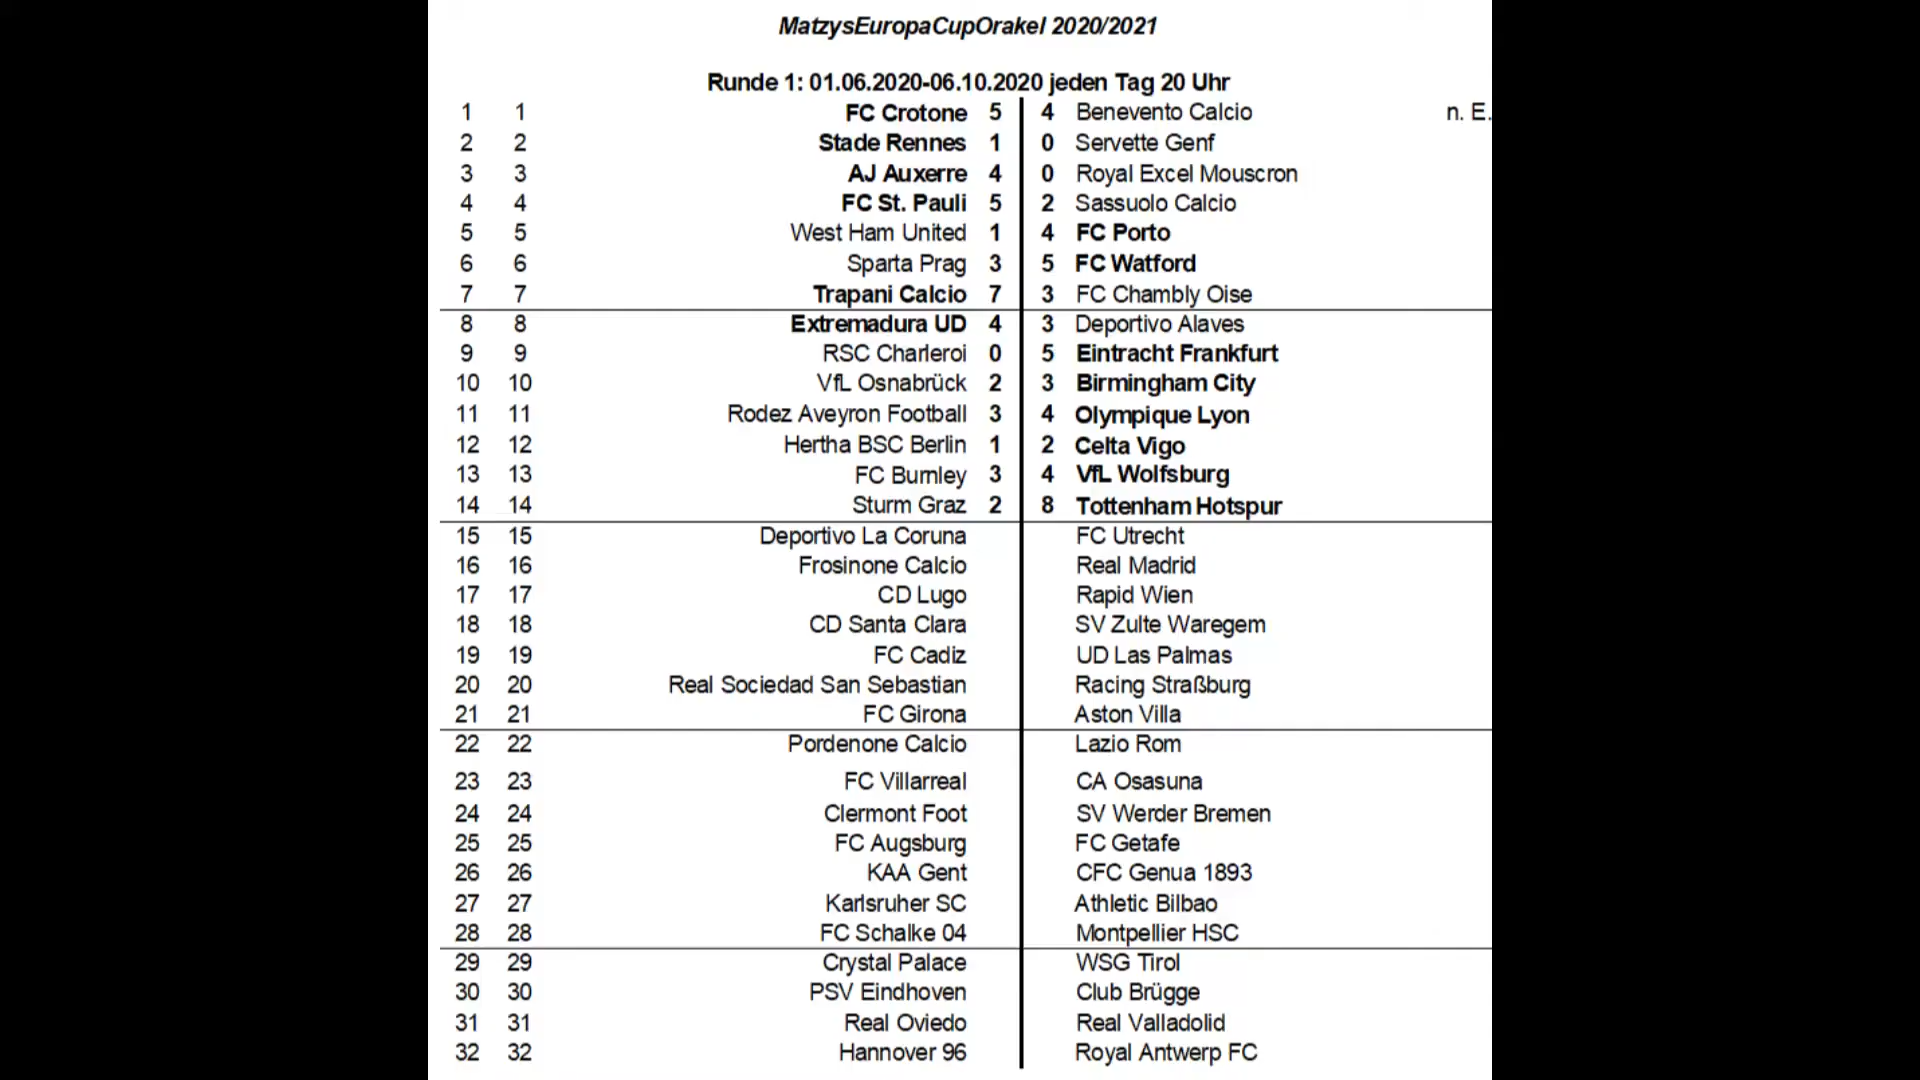 MatzysEuropaCupOrakel 2020/2021
Runde 1: 01.06.2020-06.10.2020 jeden Tag 20 Uhr
1 1 FC Crotone 5 4 Benevento Calcio n. E.
2 2 Stade Rennes 1 0 Servette Genf
3 3 AJ Auxerre 4 0 Royal Excel Mouscron
4 4 FC St. Pauli 5 2 Sassuolo Calcio
5 5 West Ham United 1 4 FC Porto
6 6 Sparta Prag 3 5 FC Watford
7 7 Trapani Calcio 7 3 FC Chambly Oise
8 8 Extremadura UD 4 3 Deportivo Alaves
9 9 RSC Charleroi 0 5 Eintracht Frankfurt
10 10 VfL Osnabrück 2 3 Birmingham City
11 11 Rodez Aveyron Football 3 4 Olympique Lyon
12 12 Hertha BSC Berlin 1 2 Celta Vigo
13 13 FC Burnley 3 4 VfL Wolfsburg
14 14 Sturm Graz 2 8 Tottenham Hotspur
15 15 Deportivo La Coruna FC Utrecht
16 16 Frosinone Calcio Real Madrid
17 17 CD Lugo Rapid Wien
18 18 CD Santa Clara SV Zulte Waregem
19 19 FC Cadiz UD Las Palmas
20 20 Real Sociedad San Sebastian Racing Straßburg
21 21 FC Girona Aston Villa
22 22 Pordenone Calcio Lazio Rom
23 23 FC Villarreal CA Osasuna
24 24 Clermont Foot SV Werder Bremen
25 25 FC Augsburg FC Getafe
26 26 KAA Gent CFC Genua 1893
27 27 Karlsruher SC Athletic Bilbao
28 28 FC Schalke 04 Montpellier HSC
29 29 Crystal Palace WSG Tirol
30 30 PSV Eindhoven Club Brügge
31 31 Real Oviedo Real Valladolid
32 32 Hannover 96 Royal Antwerp FC